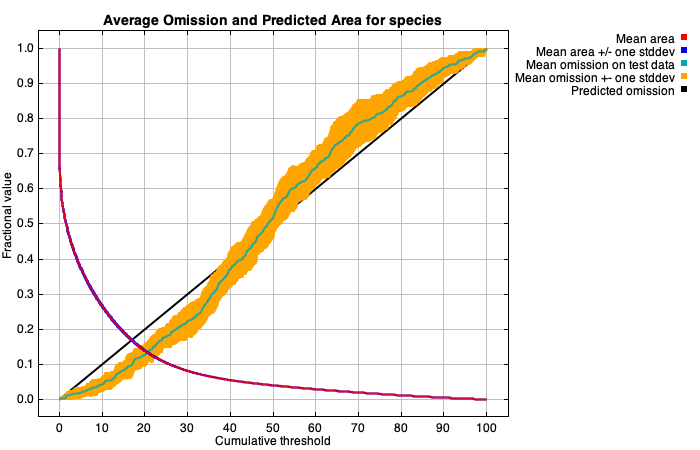 Average Omission and Predicted Area for species
Mean area
Mean area +/- one stddev
Mean omission on test data
Mean omission +- one stddev
Predicted omission
Fractional value
1.0
0.9
0.8
0.7
0.6
0.5
0.4
0.3
0.2
0.1
0.0
0 10 20 30 40 50 60 70 80 90 100
Cumulative threshold